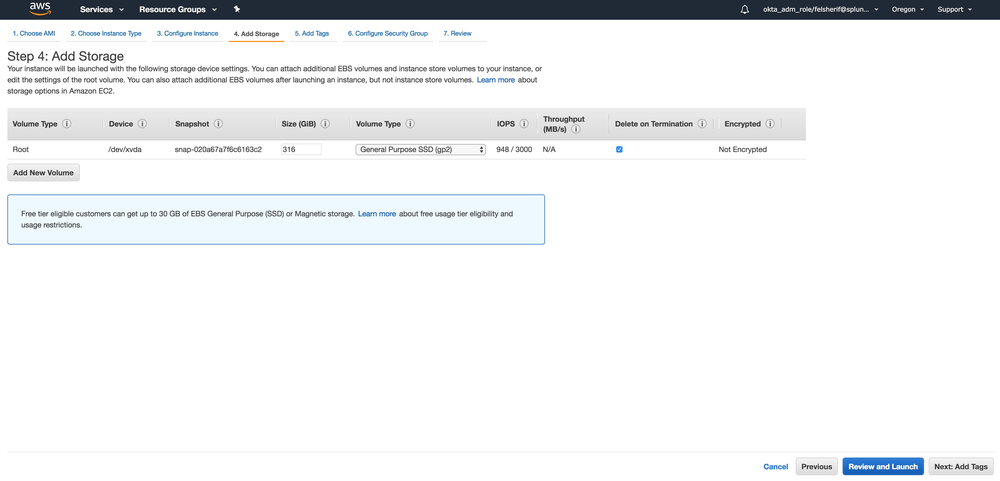 aws Services Resource Groups okta_adm_role/felsherif@splun... Oregon Support
1. Choose AMI 2. Choose Instance Type 3. Configure Instance 4. Add Storage 5. Add Tags 6. Configure Security Group 7. Review
Step 4: Add Storage
Your instance will be launched with the following storage device settings. You can attach additional EBS volumes and instance store volumes to your instance, or
edit the settings of the root volume. You can also attach additional EBS volumes after launching an instance, but not instance store volumes. Learn more about
storage options in Amazon EC2.
Volume Type i Device i Snapshot i Size (GiB) i Volume Type i IOPS i Throughput (MB/s) i Delete on Termination i Encrypted i
Root /dev/xvda snap-020a67a7f6c6163c2 316 General Purpose SSD (gp2) 948 / 3000 N/A Not Encrypted
Add New Volume
Free tier eligible customers can get up to 30 GB of EBS General Purpose (SSD) or Magnetic storage. Learn more about free usage tier eligibility and
usage restrictions.
Cancel Previous Review and Launch Next: Add Tags